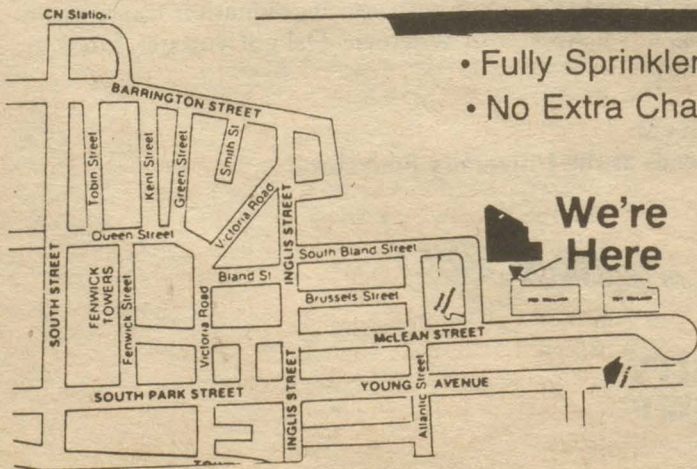 CN Station
• Fully Sprinkler
• No Extra Cha
BARRINGTON STREET
Tobin Street
Kent Street
Green Street
Smith St
Victoria Road
INGLIS STREET
Queen Street
South Bland Street
We're
Here
SOUTH STREET
FENWICK
TOWERS
Fenwick Street
Bland St
Victoria Road
Brussels Street
McLEAN STREET
SOUTH PARK STREET
INGLIS STREET
YOUNG AVENUE
Atlantic Street